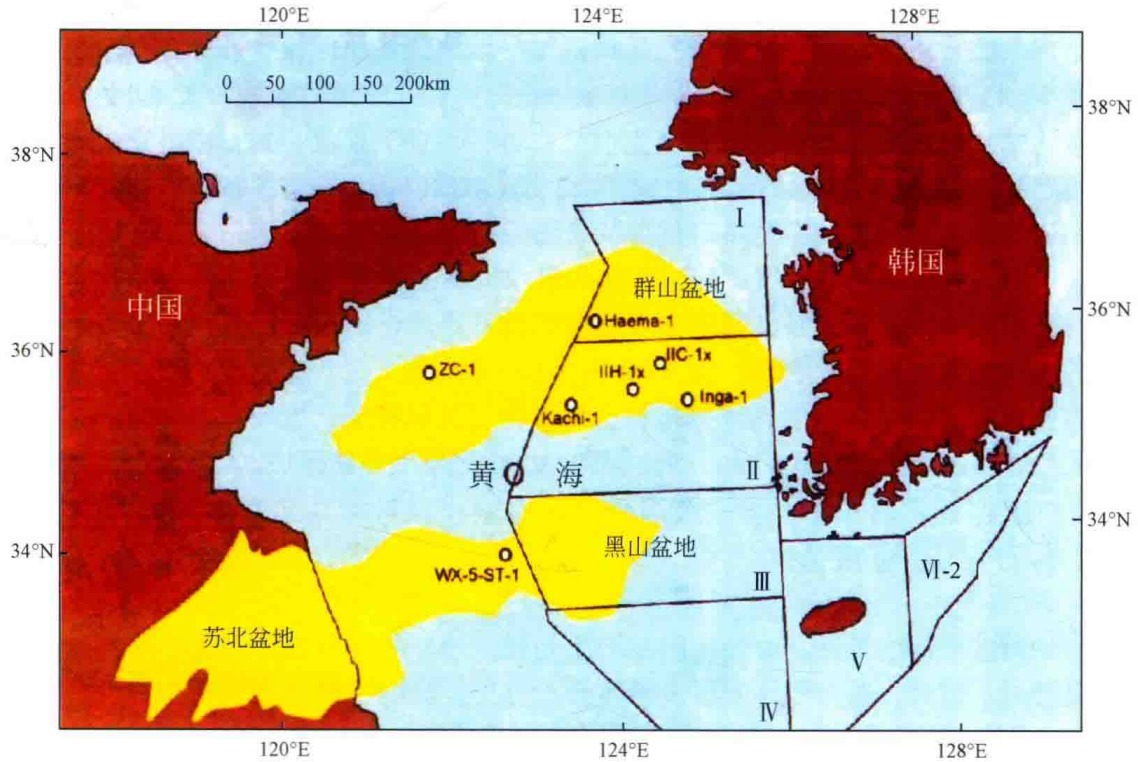 120°E 124°E 128°E
0 50 100 150 200km
38°N
38°N
I
韩国
群山盆地
中国
Haema-1
36°N
36°N
IIC-1x
ZC-1
IIH-1x
Inga-1
Kachi-1
黄 海
II
34°N
34°N
黑山盆地
WX-5-ST-1
VI-2
III
苏北盆地
V
IV
120°E 124°E 128°E